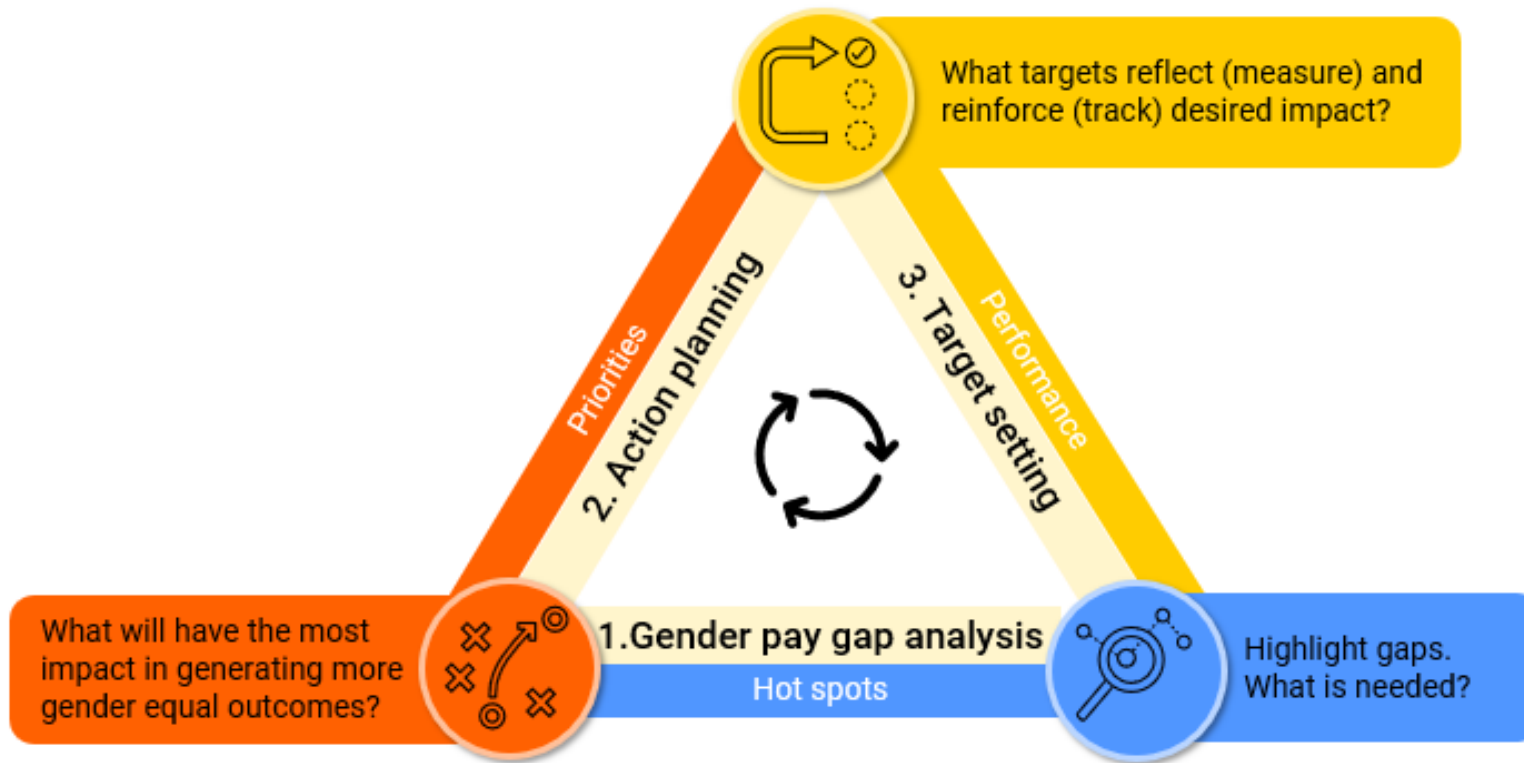 What targets reflect (measure) and
reinforce (track) desired impact?
Priorities
2. Action planning
3. Target setting
Performance
What will have the most
impact in generating more
gender equal outcomes?
1.Gender pay gap analysis
Hot spots
Highlight gaps.
What is needed?